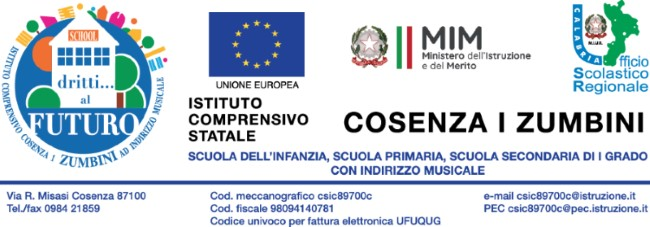 ISTITUTO COMPRENSIVO COSENZA I ZUMBINI AD INDIRIZZO MUSICALE
SCHOOL
dritti...
al
FUTURO
UNIONE EUROPEA
MIM
Ministero dell'Istruzione
e del Merito
CALABRIA
M.I.U.R.
fficio
Scolastico
Regionale
ISTITUTO
COMPRENSIVO
STATALE
COSENZA I ZUMBINI
SCUOLA DELL'INFANZIA, SCUOLA PRIMARIA, SCUOLA SECONDARIA DI I GRADO
CON INDIRIZZO MUSICALE
Via R. Misasi Cosenza 87100
Tel./fax 0984 21859
Cod. meccanografico csic89700c
Cod. fiscale 98094140781
Codice univoco per fattura elettronica UFUQUG
e-mail csic89700c@istruzione.it
PEC csic89700c@pec.istruzione.it